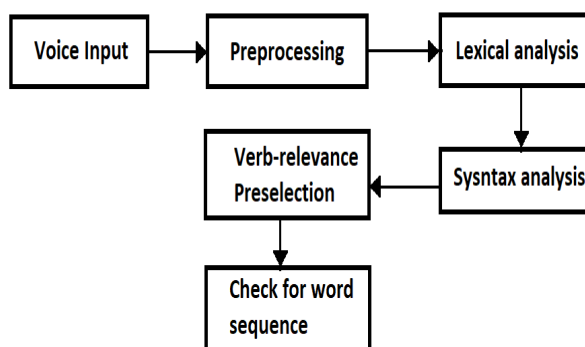 Voice Input
Preprocessing
Lexical analysis
Sysntax analysis
Verb-relevance
Preselection
Check for word
sequence